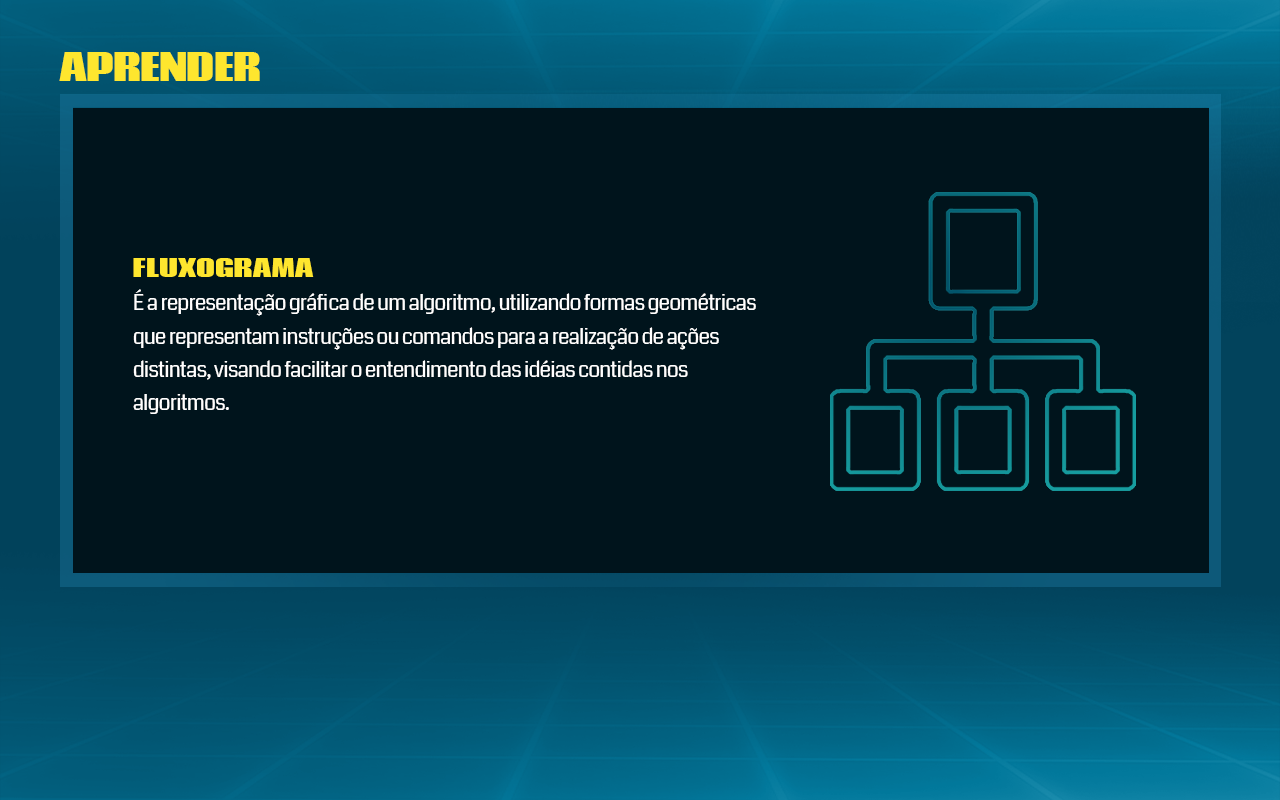 APRENDER
FLUXOGRAMA
É a representação gráfica de um algoritmo, utilizando formas geométricas
que representam instruções ou comandos para a realização de ações
distintas, visando facilitar o entendimento das idéias contidas nos
algoritmos.